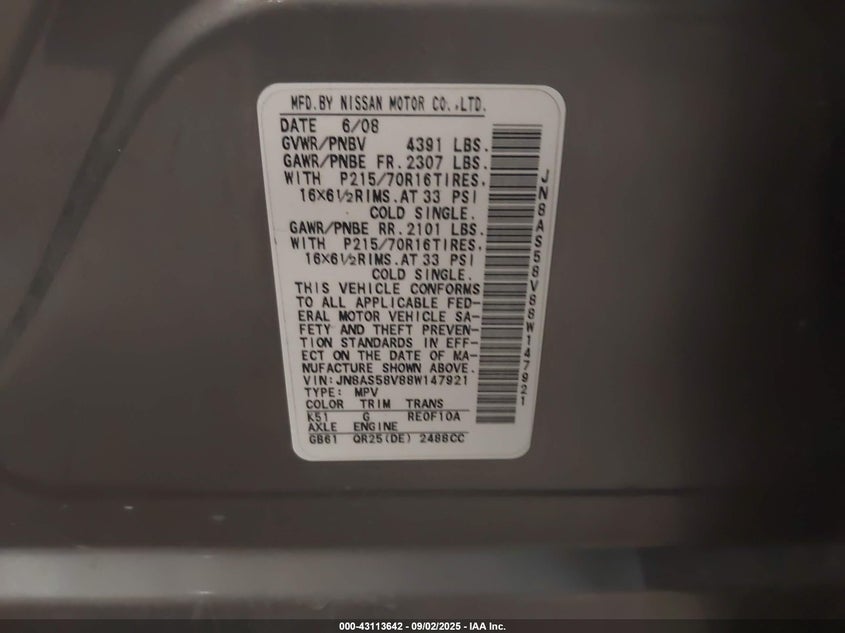 MFD.BY NISSAN MOTOR CO.,LTD.
DATE 6/08
GVWR/PNBV 4391 LBS.
GAWR/PNBE FR. 2307 LBS.
WITH P215/70R16TIRES,
16×6½RIMS.AT 33 PSI
COLD SINGLE.
GAWR/PNBE RR. 2101 LBS.
WITH P215/70R16TIRES,
16×6½RIMS.AT 33 PSI
COLD SINGLE.
THIS VEHICLE CONFORMS
TO ALL APPLICABLE FED-
ERAL MOTOR VEHICLE SA-
FETY AND THEFT PREVEN-
TION STANDARDS IN EFF-
ECT ON THE DATE OF MA-
NUFACTURE SHOWN ABOVE.
VIN: JN8AS58V88W147921
TYPE: MPV
COLOR TRIM TRANS
K51 G RE0F10A
AXLE ENGINE
GB61 QR25(DE) 2488CC
JN8AS58V88W147921
000-43113642 - 09/02/2025 - IAA Inc.